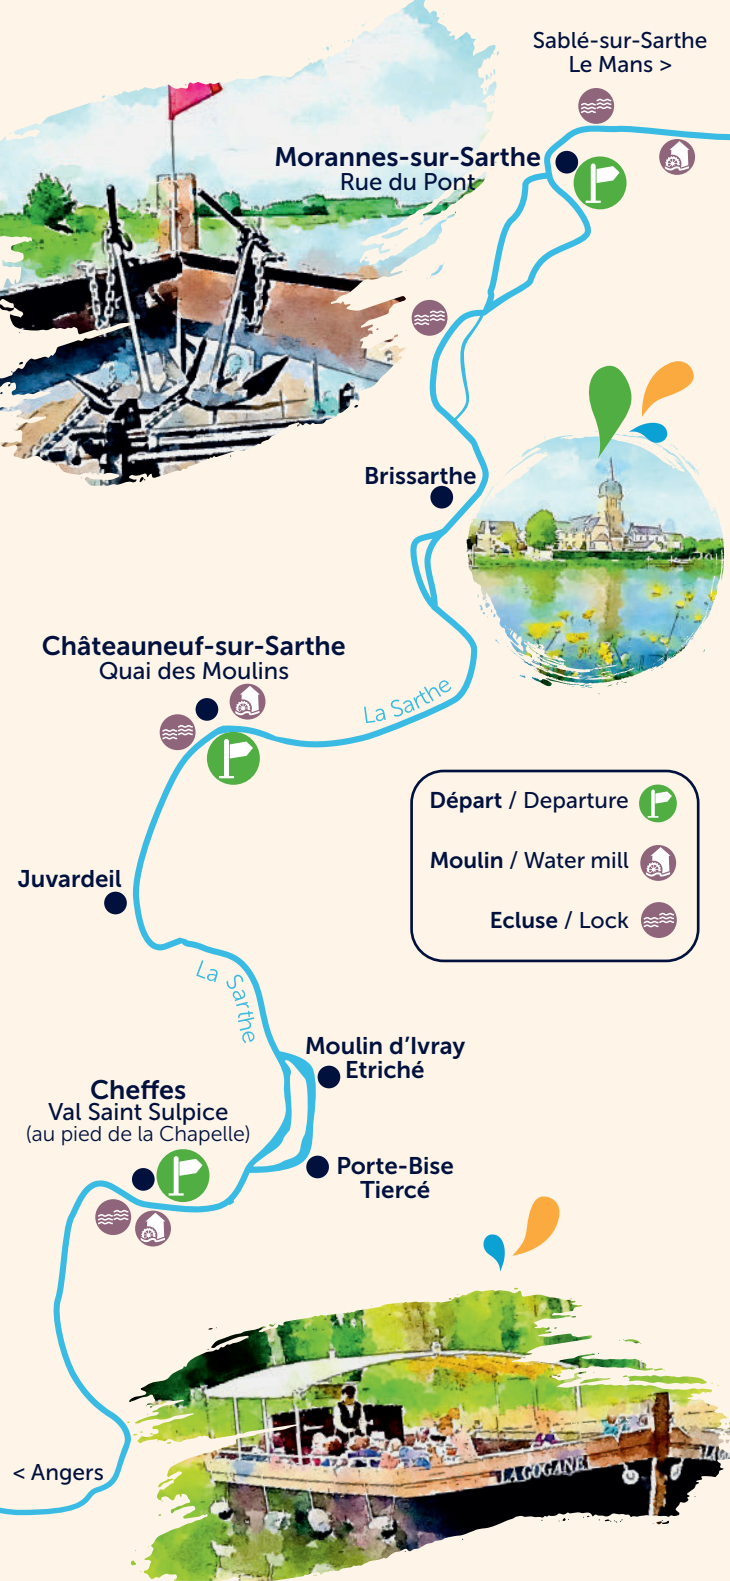 Sablé-sur-Sarthe
Le Mans >
Morannes-sur-Sarthe
Rue du Pont
Brissarthe
Châteauneuf-sur-Sarthe
Quai des Moulins
La Sarthe
Départ / Departure
Moulin / Water mill
Ecluse / Lock
Juvardeil
La Sarthe
Moulin d’Ivray
Etriché
Cheffes
Val Saint Sulpice
(au pied de la Chapelle)
Porte-Bise
Tiercé
< Angers
LA GOGANE